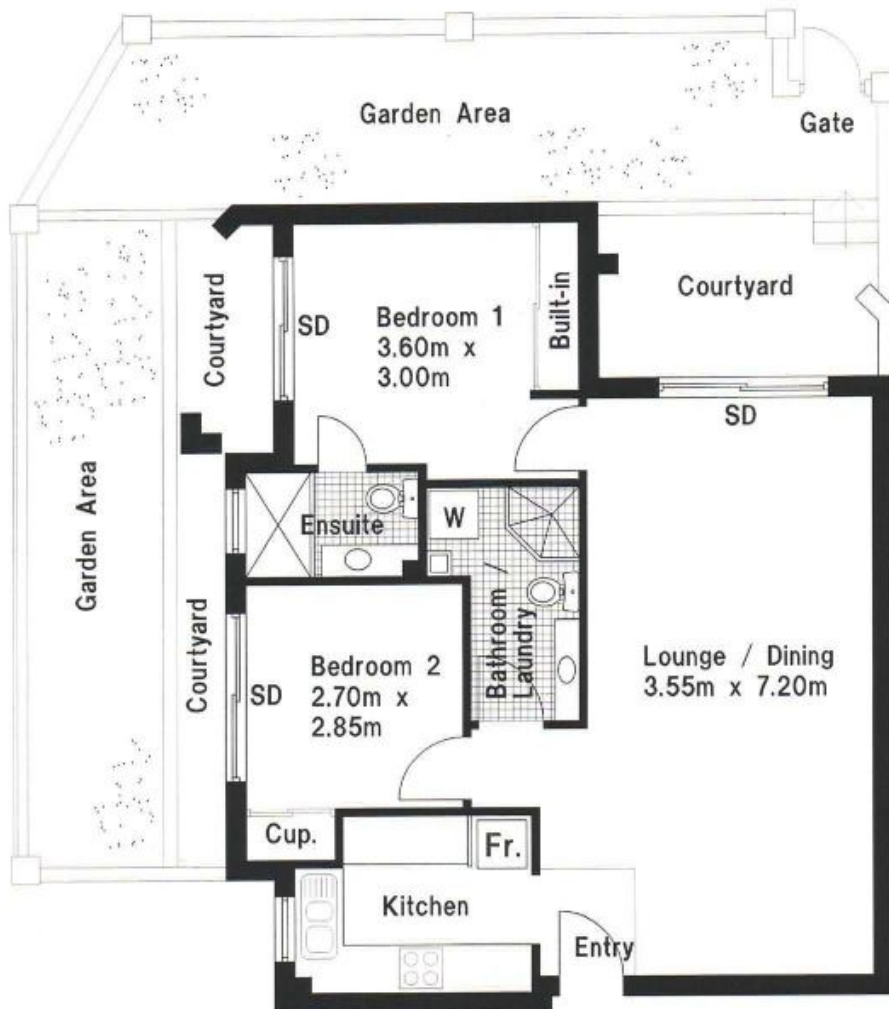 Garden Area
Gate
Courtyard
Courtyard
SD
Bedroom 1
3.60m x
3.00m
Built-in
SD
Garden Area
Ensuite
W
Bathroom /
Laundry
Courtyard
SD
Bedroom 2
2.70m x
2.85m
Lounge / Dining
3.55m x 7.20m
Cup.
Fr.
Kitchen
Entry